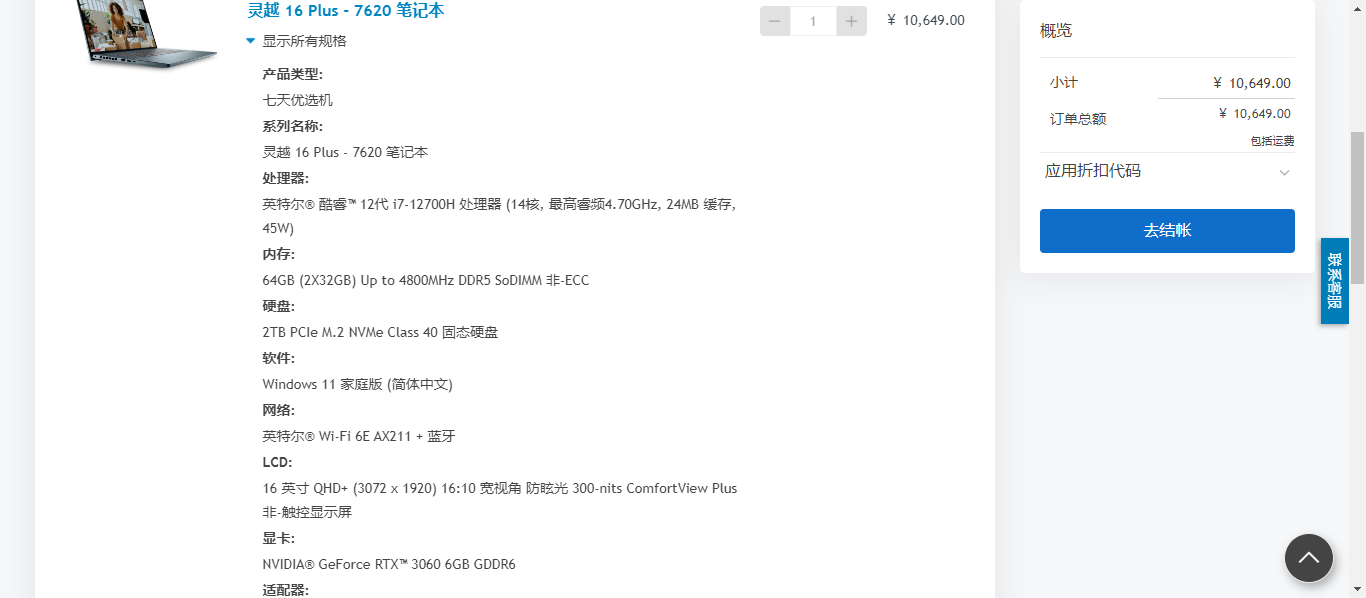 灵越 16 Plus - 7620 笔记本
1
￥ 10,649.00
显示所有规格
产品类型:
七天优选机
系列名称:
灵越 16 Plus - 7620 笔记本
处理器:
英特尔® 酷睿™ 12代 i7-12700H 处理器 (14核, 最高睿频4.70GHz, 24MB 缓存,
45W)
内存:
64GB (2X32GB) Up to 4800MHz DDR5 SoDIMM 非-ECC
硬盘:
2TB PCIe M.2 NVMe Class 40 固态硬盘
软件:
Windows 11 家庭版 (简体中文)
网络:
英特尔® Wi-Fi 6E AX211 + 蓝牙
LCD:
16 英寸 QHD+ (3072 x 1920) 16:10 宽视角 防眩光 300-nits ComfortView Plus
非-触控显示屏
显卡:
NVIDIA® GeForce RTX™ 3060 6GB GDDR6
适配器:
概览
小计
￥ 10,649.00
订单总额
￥ 10,649.00
包括运费
应用折扣代码
去结帐
联系客服